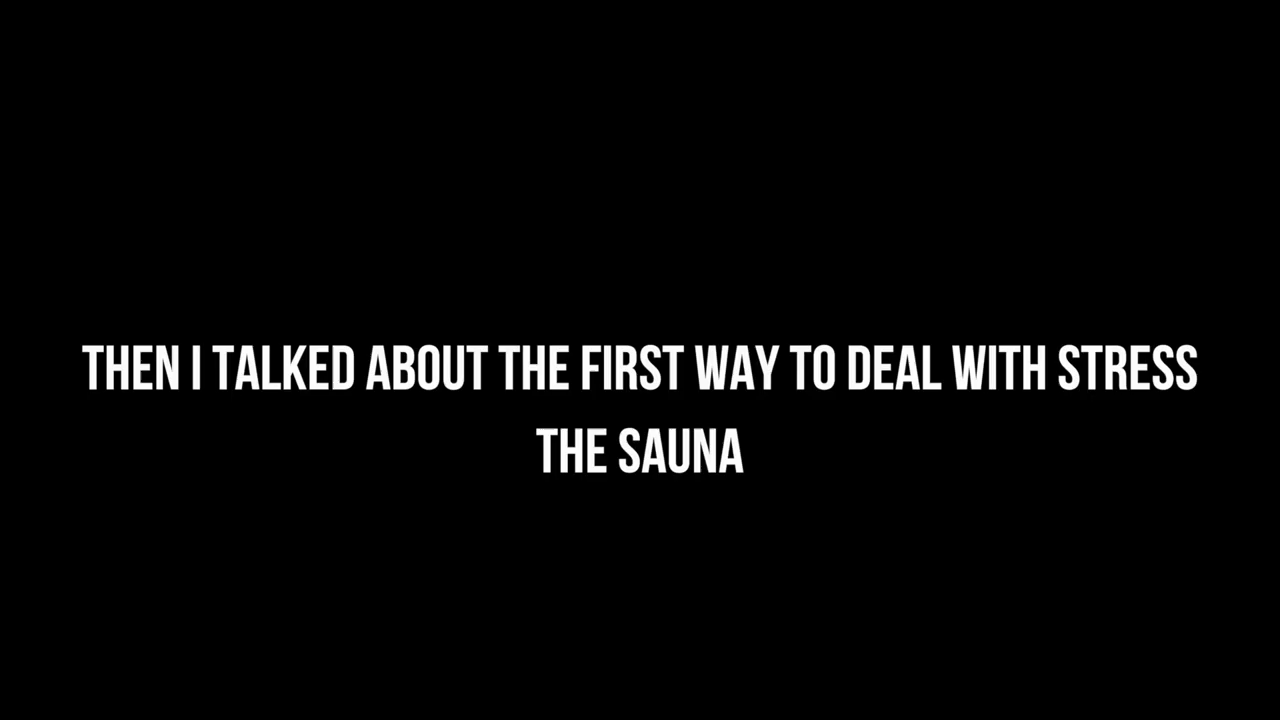 THEN I TALKED ABOUT THE FIRST WAY TO DEAL WITH STRESS
THE SAUNA